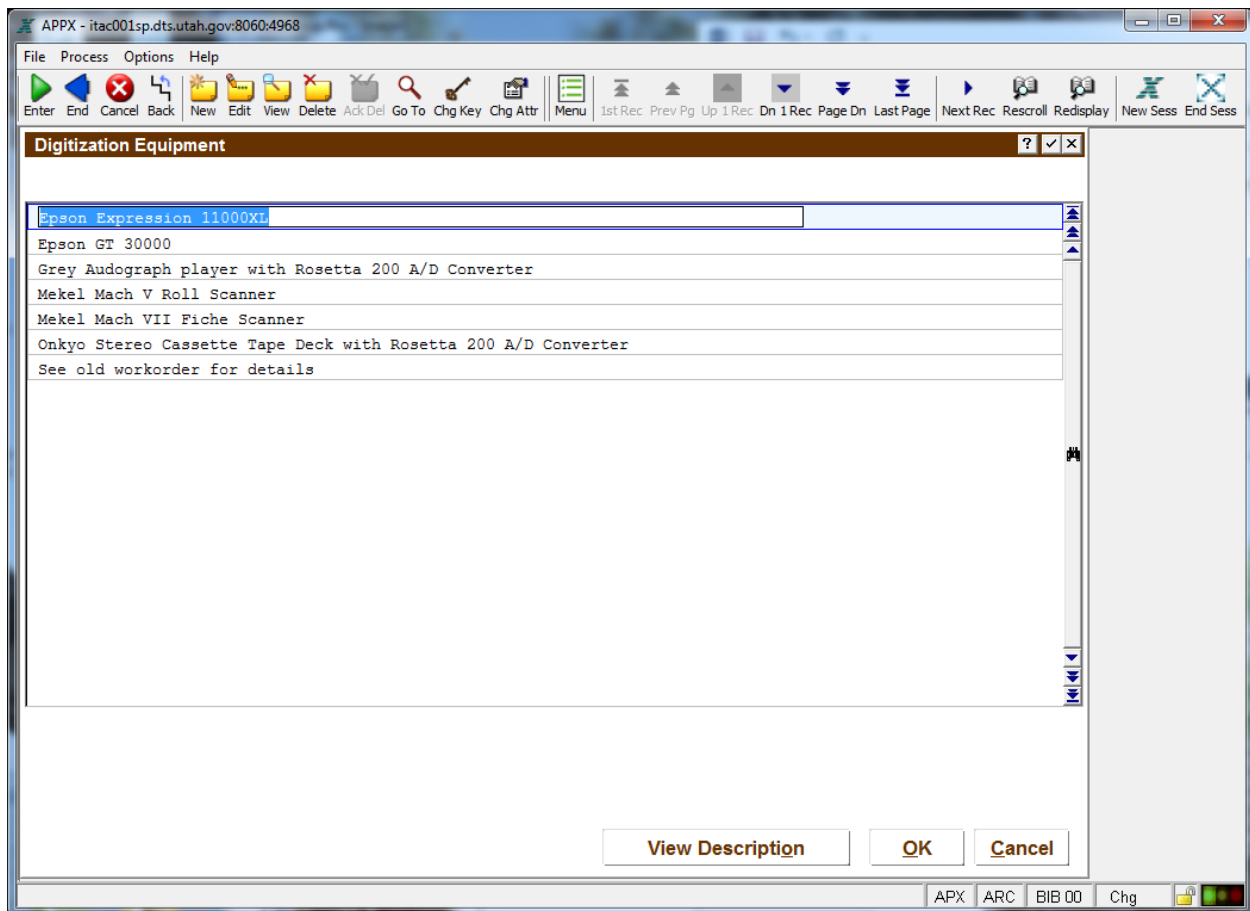 APPX - itac001sp.dts.utah.gov:8060:4968
File Process Options Help
Enter End Cancel Back New Edit View Delete Ack Del Go To Chg Key Chg Attr Menu 1st Rec Prev Pg Up 1 Rec Dn 1 Rec Page Dn Last Page Next Rec Rescroll Redisplay New Sess End Sess
Digitization Equipment
Epson Expression 11000XL
Epson GT 30000
Grey Audograph player with Rosetta 200 A/D Converter
Mekel Mach V Roll Scanner
Mekel Mach VII Fiche Scanner
Onkyo Stereo Cassette Tape Deck with Rosetta 200 A/D Converter
See old workorder for details
View Description OK Cancel
APX ARC BIB 00 Chg